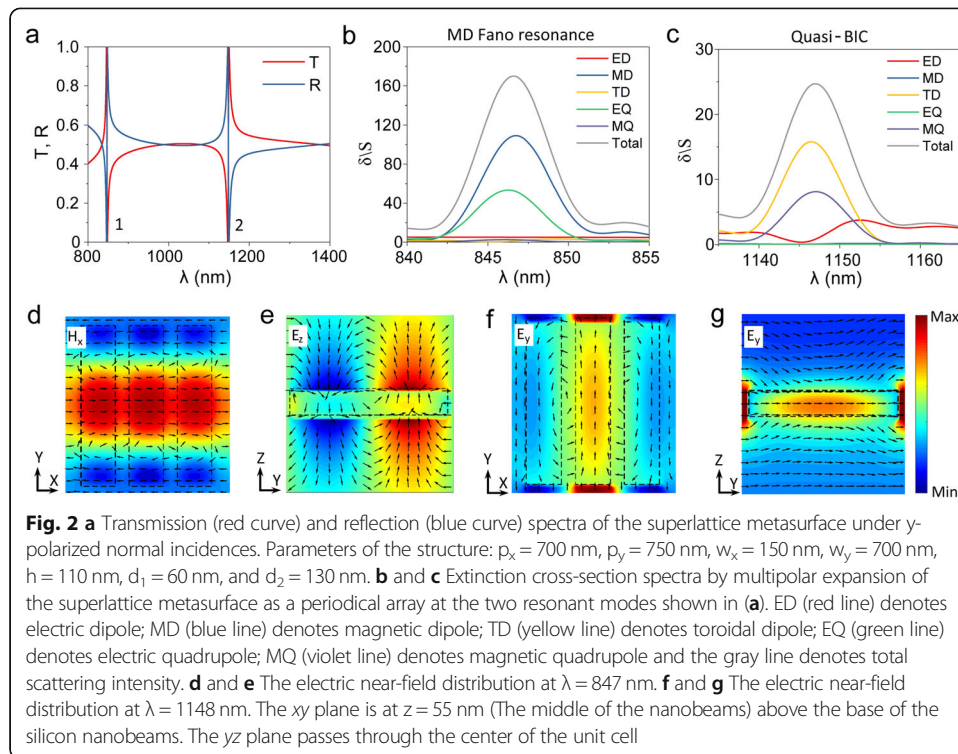 a
b
MD Fano resonance
c
Quasi-BIC
1.0
0.8
0.6
0.4
0.2
0
T, R
T
R
1
2
800
1000
1200
1400
λ (nm)
200
160
120
80
40
0
δ\S
ED
MD
TD
EQ
MQ
Total
840
845
850
855
λ (nm)
30
20
10
0
δ\S
ED
MD
TD
EQ
MQ
Total
1140
1150
1160
λ (nm)
d
Hx
Y
X
e
Ez
Z
Y
f
Ey
Y
X
g
Ey
Z
Y
Max
Min
Fig. 2 a Transmission (red curve) and reflection (blue curve) spectra of the superlattice metasurface under y-
polarized normal incidences. Parameters of the structure: px = 700 nm, py = 750 nm, wx = 150 nm, wy = 700 nm,
h = 110 nm, d1 = 60 nm, and d2 = 130 nm. b and c Extinction cross-section spectra by multipolar expansion of
the superlattice metasurface as a periodical array at the two resonant modes shown in (a). ED (red line) denotes
electric dipole; MD (blue line) denotes magnetic dipole; TD (yellow line) denotes toroidal dipole; EQ (green line)
denotes electric quadrupole; MQ (violet line) denotes magnetic quadrupole and the gray line denotes total
scattering intensity. d and e The electric near-field distribution at λ = 847 nm. f and g The electric near-field
distribution at λ = 1148 nm. The xy plane is at z = 55 nm (The middle of the nanobeams) above the base of the
silicon nanobeams. The yz plane passes through the center of the unit cell